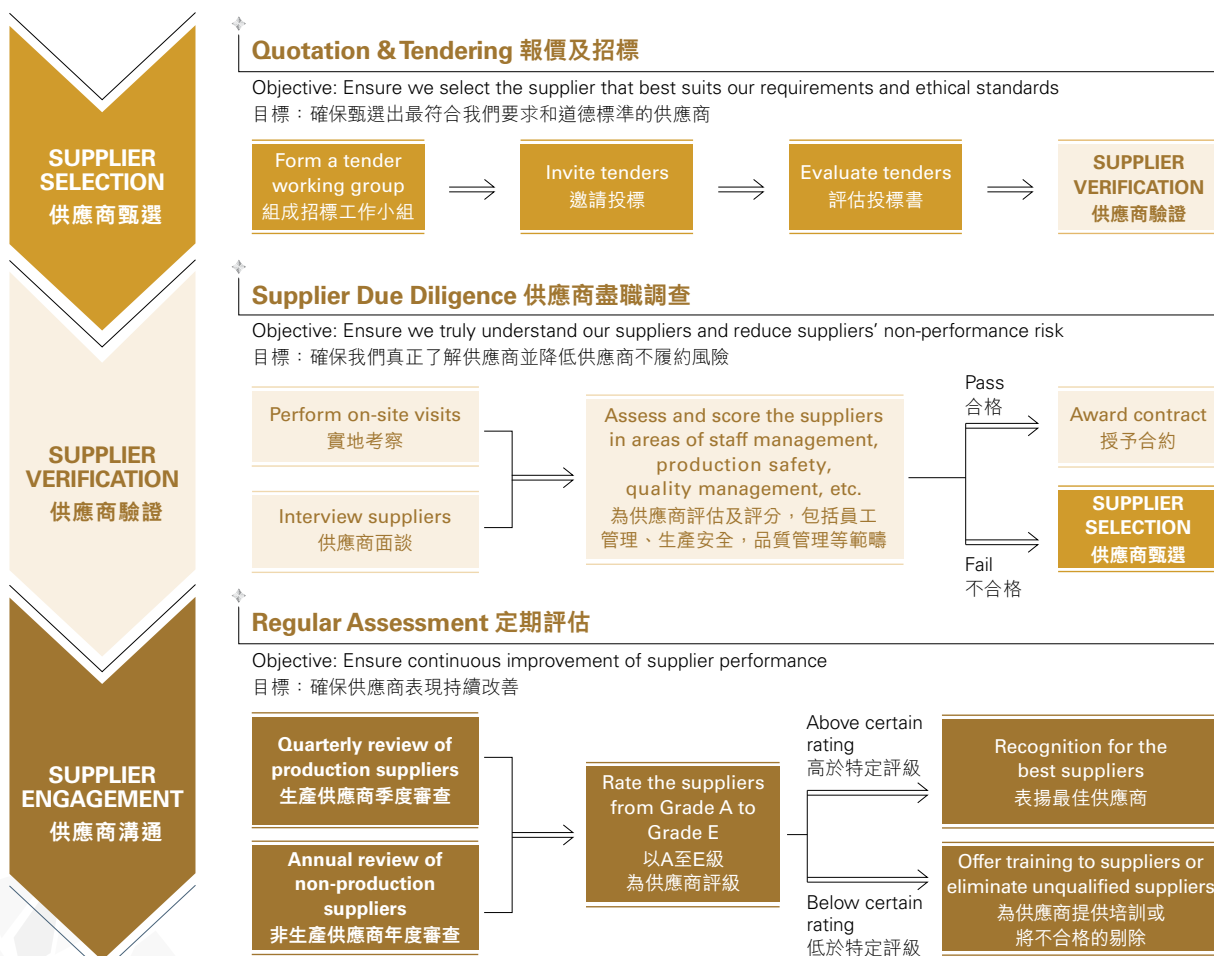 SUPPLIER
SELECTION
供應商甄選
Quotation & Tendering 報價及招標
Objective: Ensure we select the supplier that best suits our requirements and ethical standards
目標：確保甄選出最符合我們要求和道德標準的供應商
Form a tender
working group
組成招標工作小組
Invite tenders
邀請投標
Evaluate tenders
評估投標書
SUPPLIER
VERIFICATION
供應商驗證
SUPPLIER
VERIFICATION
供應商驗證
Supplier Due Diligence 供應商盡職調查
Objective: Ensure we truly understand our suppliers and reduce suppliers’ non-performance risk
目標：確保我們真正了解供應商並降低供應商不履約風險
Perform on-site visits
實地考察
Interview suppliers
供應商面談
Assess and score the suppliers
in areas of staff management,
production safety,
quality management, etc.
為供應商評估及評分，包括員工
管理、生產安全，品質管理等範疇
Pass
合格
Award contract
授予合約
Fail
不合格
SUPPLIER
SELECTION
供應商甄選
SUPPLIER
ENGAGEMENT
供應商溝通
Regular Assessment 定期評估
Objective: Ensure continuous improvement of supplier performance
目標：確保供應商表現持續改善
Quarterly review of
production suppliers
生產供應商季度審查
Annual review of
non-production
suppliers
非生產供應商年度審查
Rate the suppliers
from Grade A to
Grade E
以A至E級
為供應商評級
Above certain
rating
高於特定評級
Recognition for the
best suppliers
表揚最佳供應商
Below certain
rating
低於特定評級
Offer training to suppliers or
eliminate unqualified suppliers
為供應商提供培訓或
將不合格的剔除